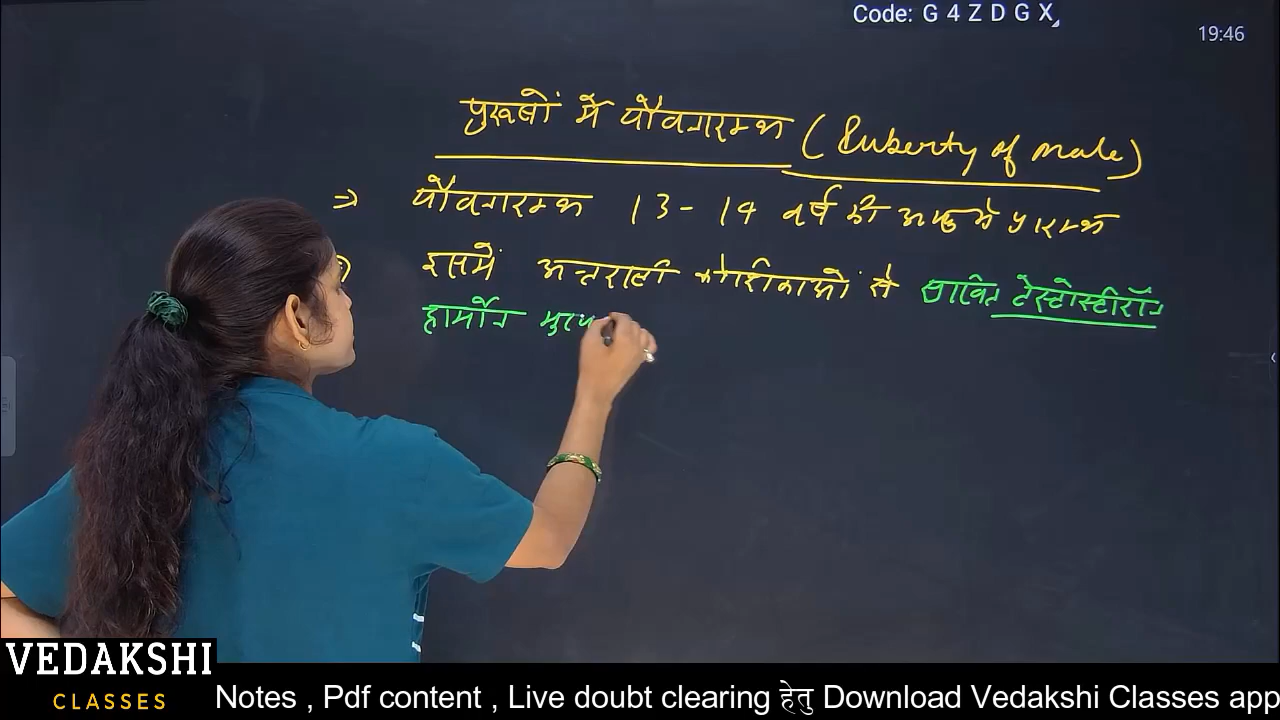 Code: G 4 Z D G X
19:46
पुरूषों में यौवनारम्भ (Puberty of male)
⇒ यौवनारम्भ 13-14 वर्ष की आयु में प्रारम्भ
इसमें अन्तराली कोशिकाओं से स्रावित टेस्टोस्टीरॉन
हार्मोन मुख्य
VEDAKSHI
CLASSES
Notes , Pdf content , Live doubt clearing हेतु Download Vedakshi Classes app